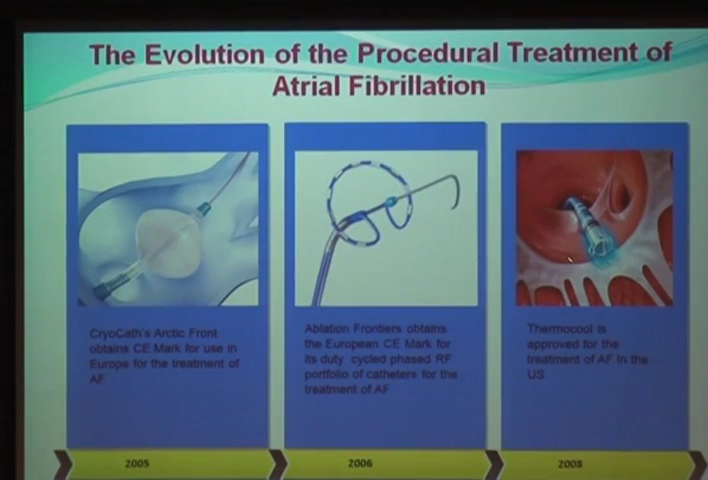 The Evolution of the Procedural Treatment of
Atrial Fibrillation
CryoCath's Arctic Front
obtains CE Mark for use in
Europe for the treatment of
AF
Ablation Frontiers obtains
the European CE Mark for
its duty cycled phased RF
portfolio of catheters for the
treatment of AF
Thermocool is
approved for the
treatment of AF in the
US
2005
2006
2008